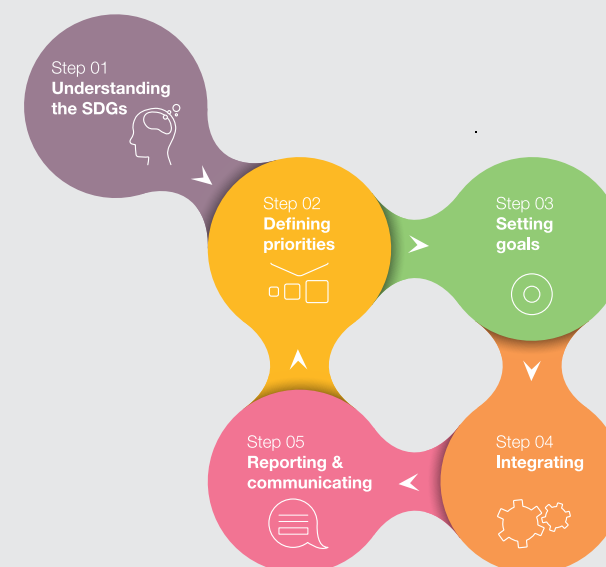 Step 01
Understanding
the SDGs
Step 02
Defining
priorities
Step 03
Setting
goals
Step 04
Integrating
Step 05
Reporting &
communicating